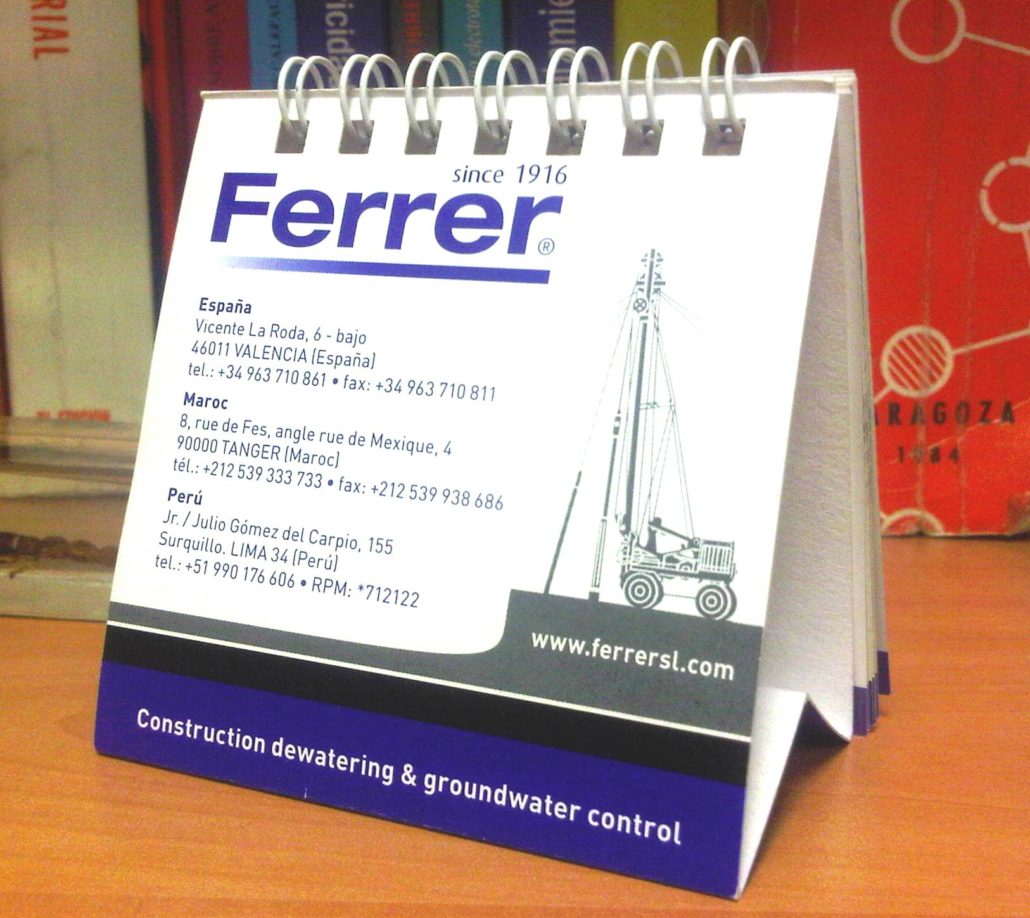 since 1916
Ferrer®
España
Vicente La Roda, 6 - bajo
46011 VALENCIA (España)
tel.: +34 963 710 861 • fax: +34 963 710 811
Maroc
8, rue de Fes, angle rue de Mexique, 4
90000 TANGER (Maroc)
tél.: +212 539 333 733 • fax: +212 539 938 686
Perú
Jr. / Julio Gómez del Carpio, 155
Surquillo. LIMA 34 (Perú)
tel.: +51 990 176 606 • RPM: *712122
www.ferrersl.com
Construction dewatering & groundwater control
RIAL
ARAGOZA